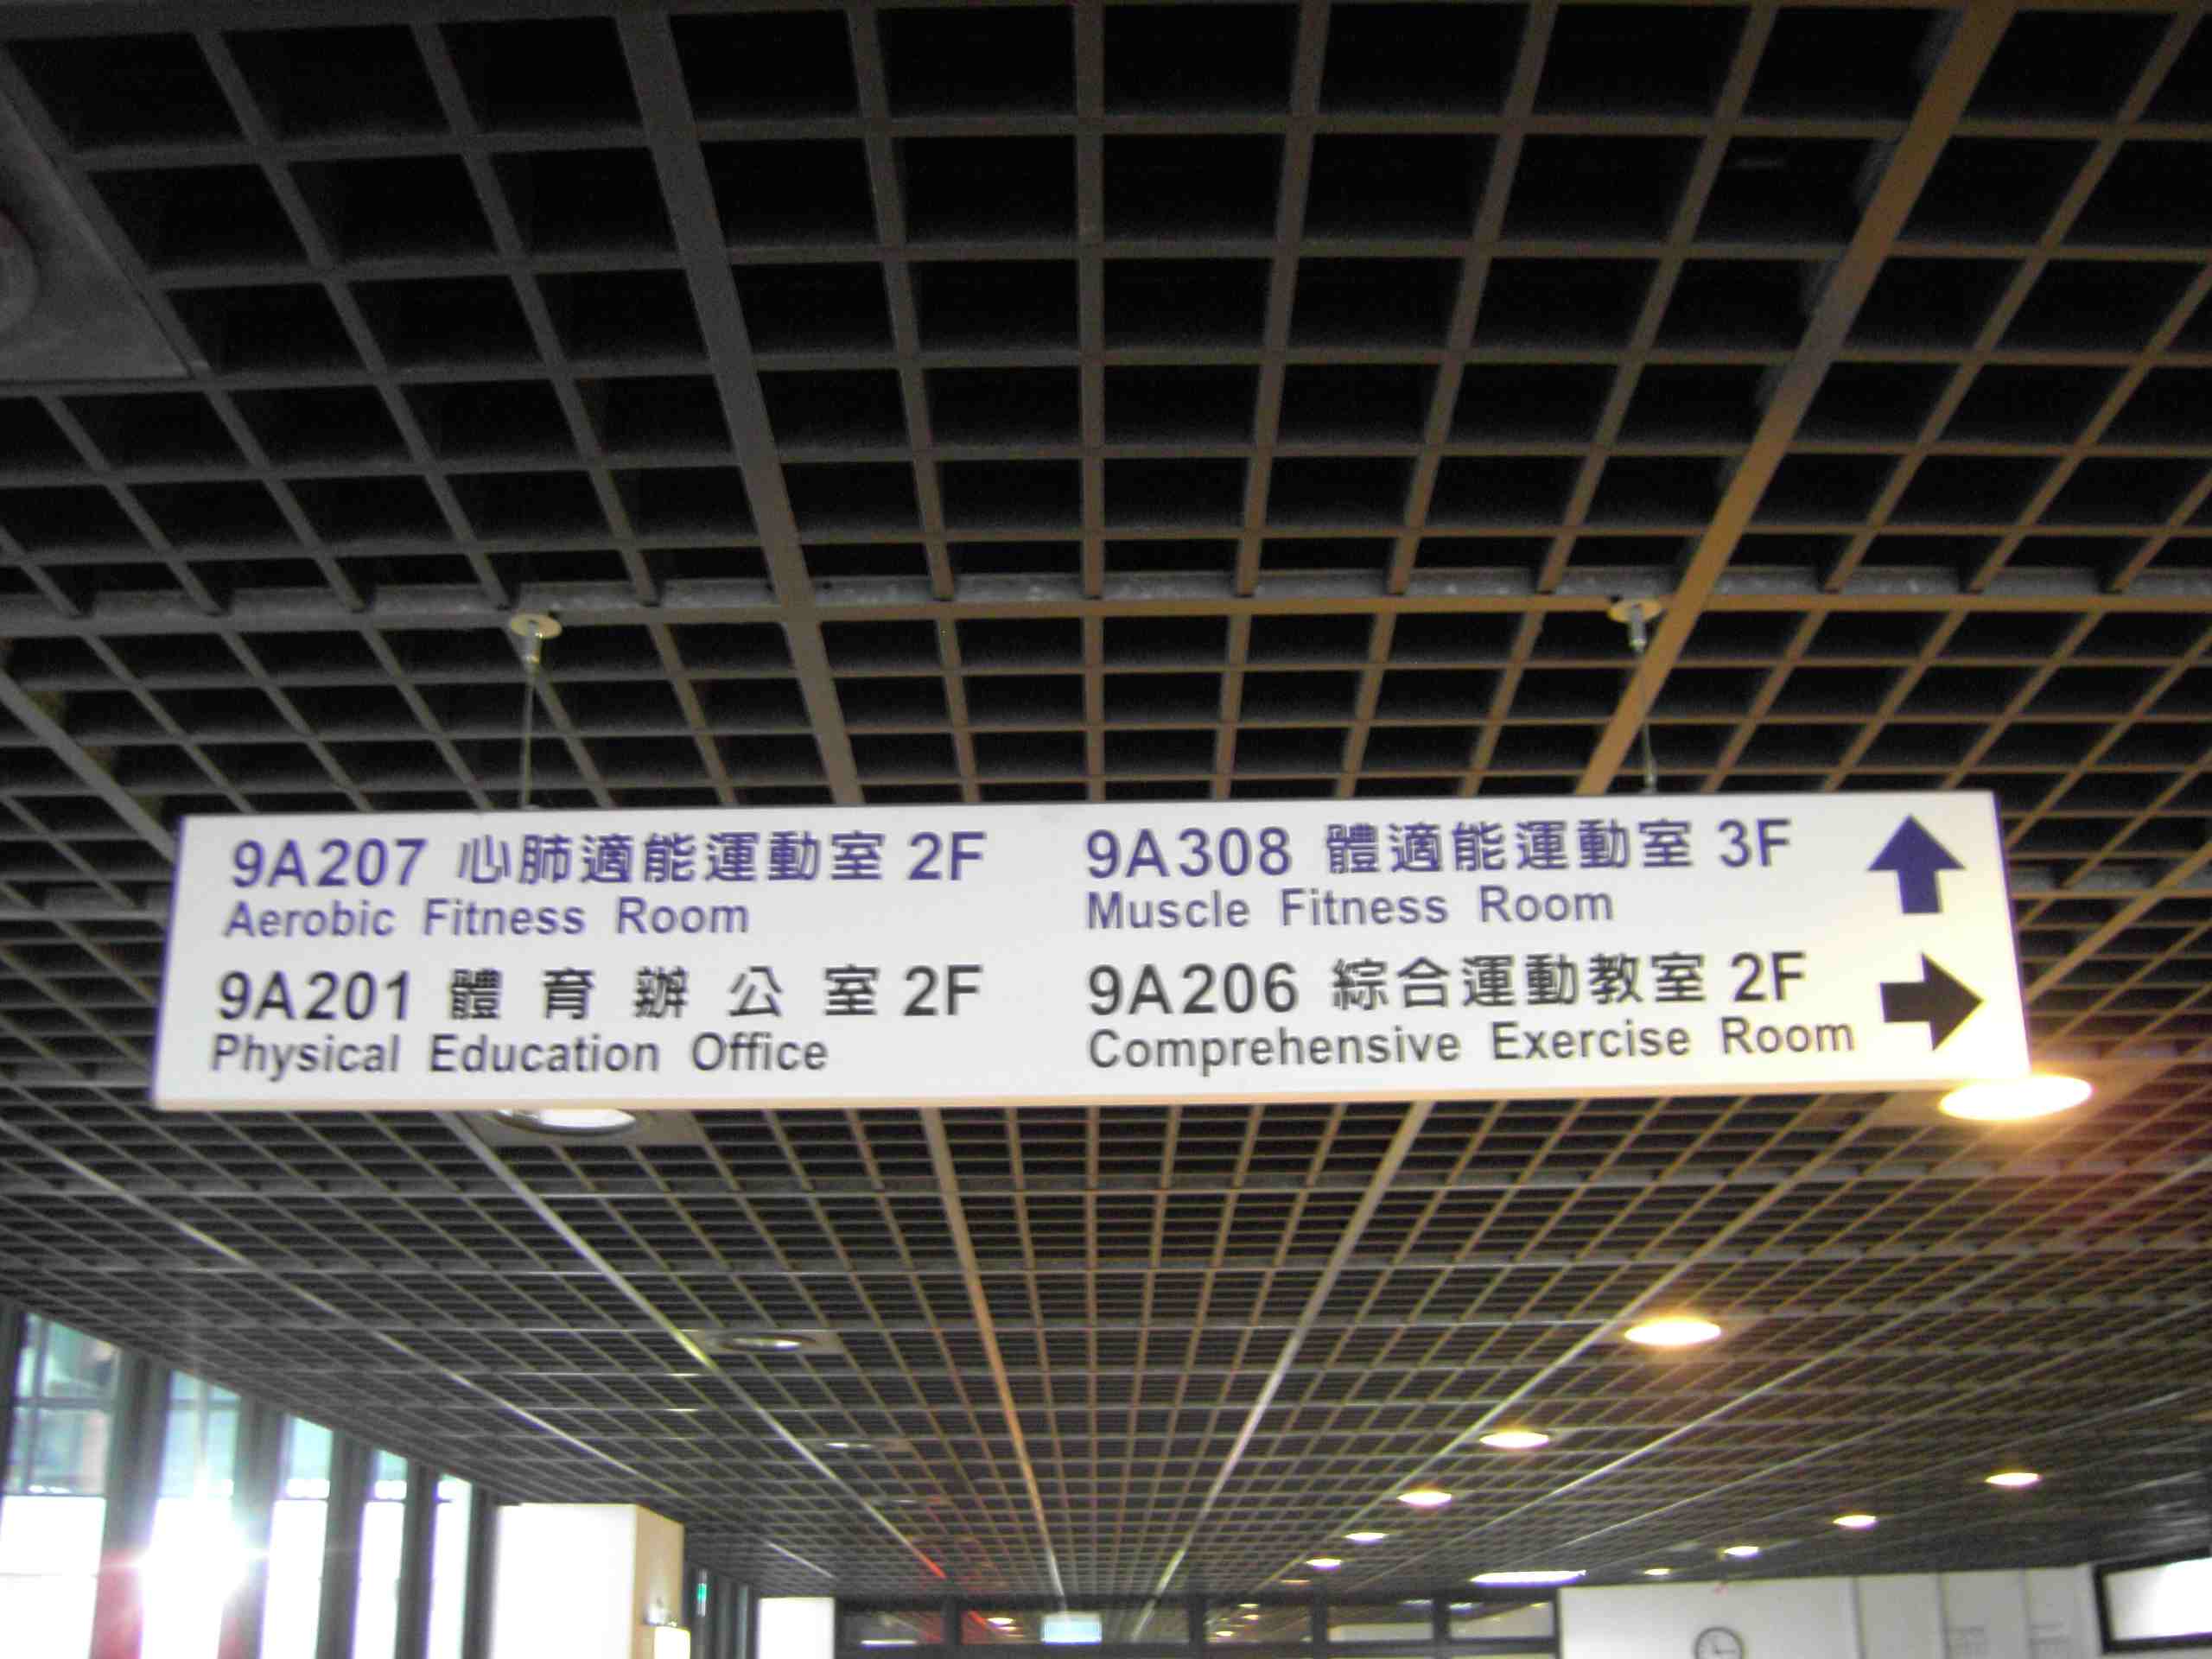 9A207 心肺適能運動室 2F
Aerobic Fitness Room
9A201 體育辦公室 2F
Physical Education Office
9A308 體適能運動室 3F
Muscle Fitness Room
9A206 綜合運動教室 2F
Comprehensive Exercise Room